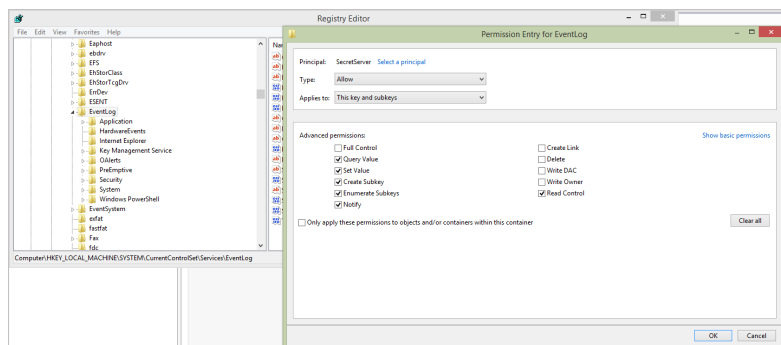 Registry Editor
File Edit View Favorites Help
Eaphost
ebdrv
EFS
EhStorClass
EhStorTcgDrv
ErrDev
ESENT
EventLog
Application
HardwareEvents
Internet Explorer
Key Management Service
OAlerts
PreEmptive
Security
System
Windows PowerShell
EventSystem
exfat
fastfat
Fax
fdc
Computer\HKEY_LOCAL_MACHINE\SYSTEM\CurrentControlSet\Services\EventLog
Permission Entry for EventLog
Principal: SecretServer Select a principal
Type: Allow
Applies to: This key and subkeys
Advanced permissions: Show basic permissions
Full Control Create Link
Query Value Delete
Set Value Write DAC
Create Subkey Write Owner
Enumerate Subkeys Read Control
Notify
Only apply these permissions to objects and/or containers within this container Clear all
OK Cancel